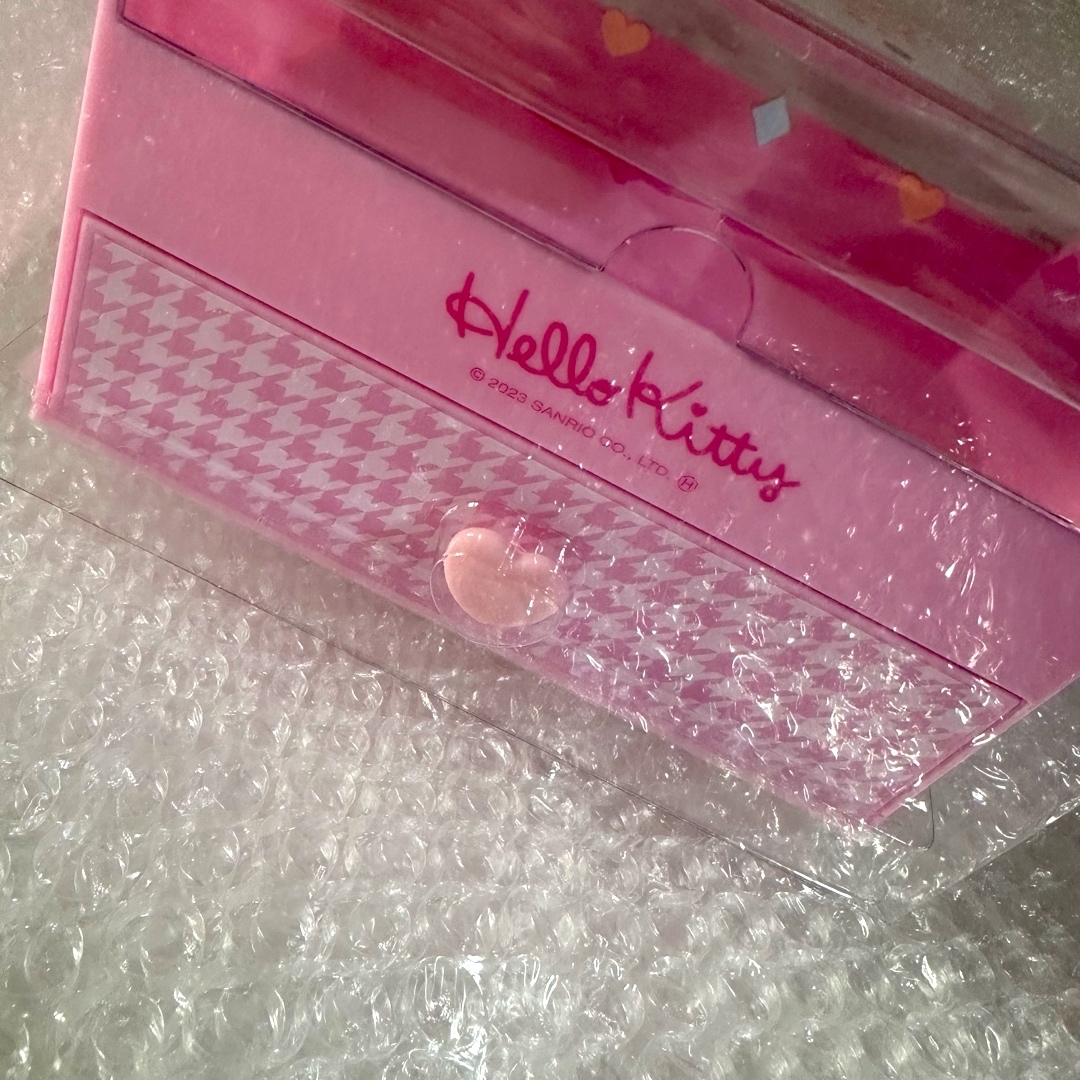 Hello Kitty
© 2023 SANRIO CO., LTD. Ⓗ